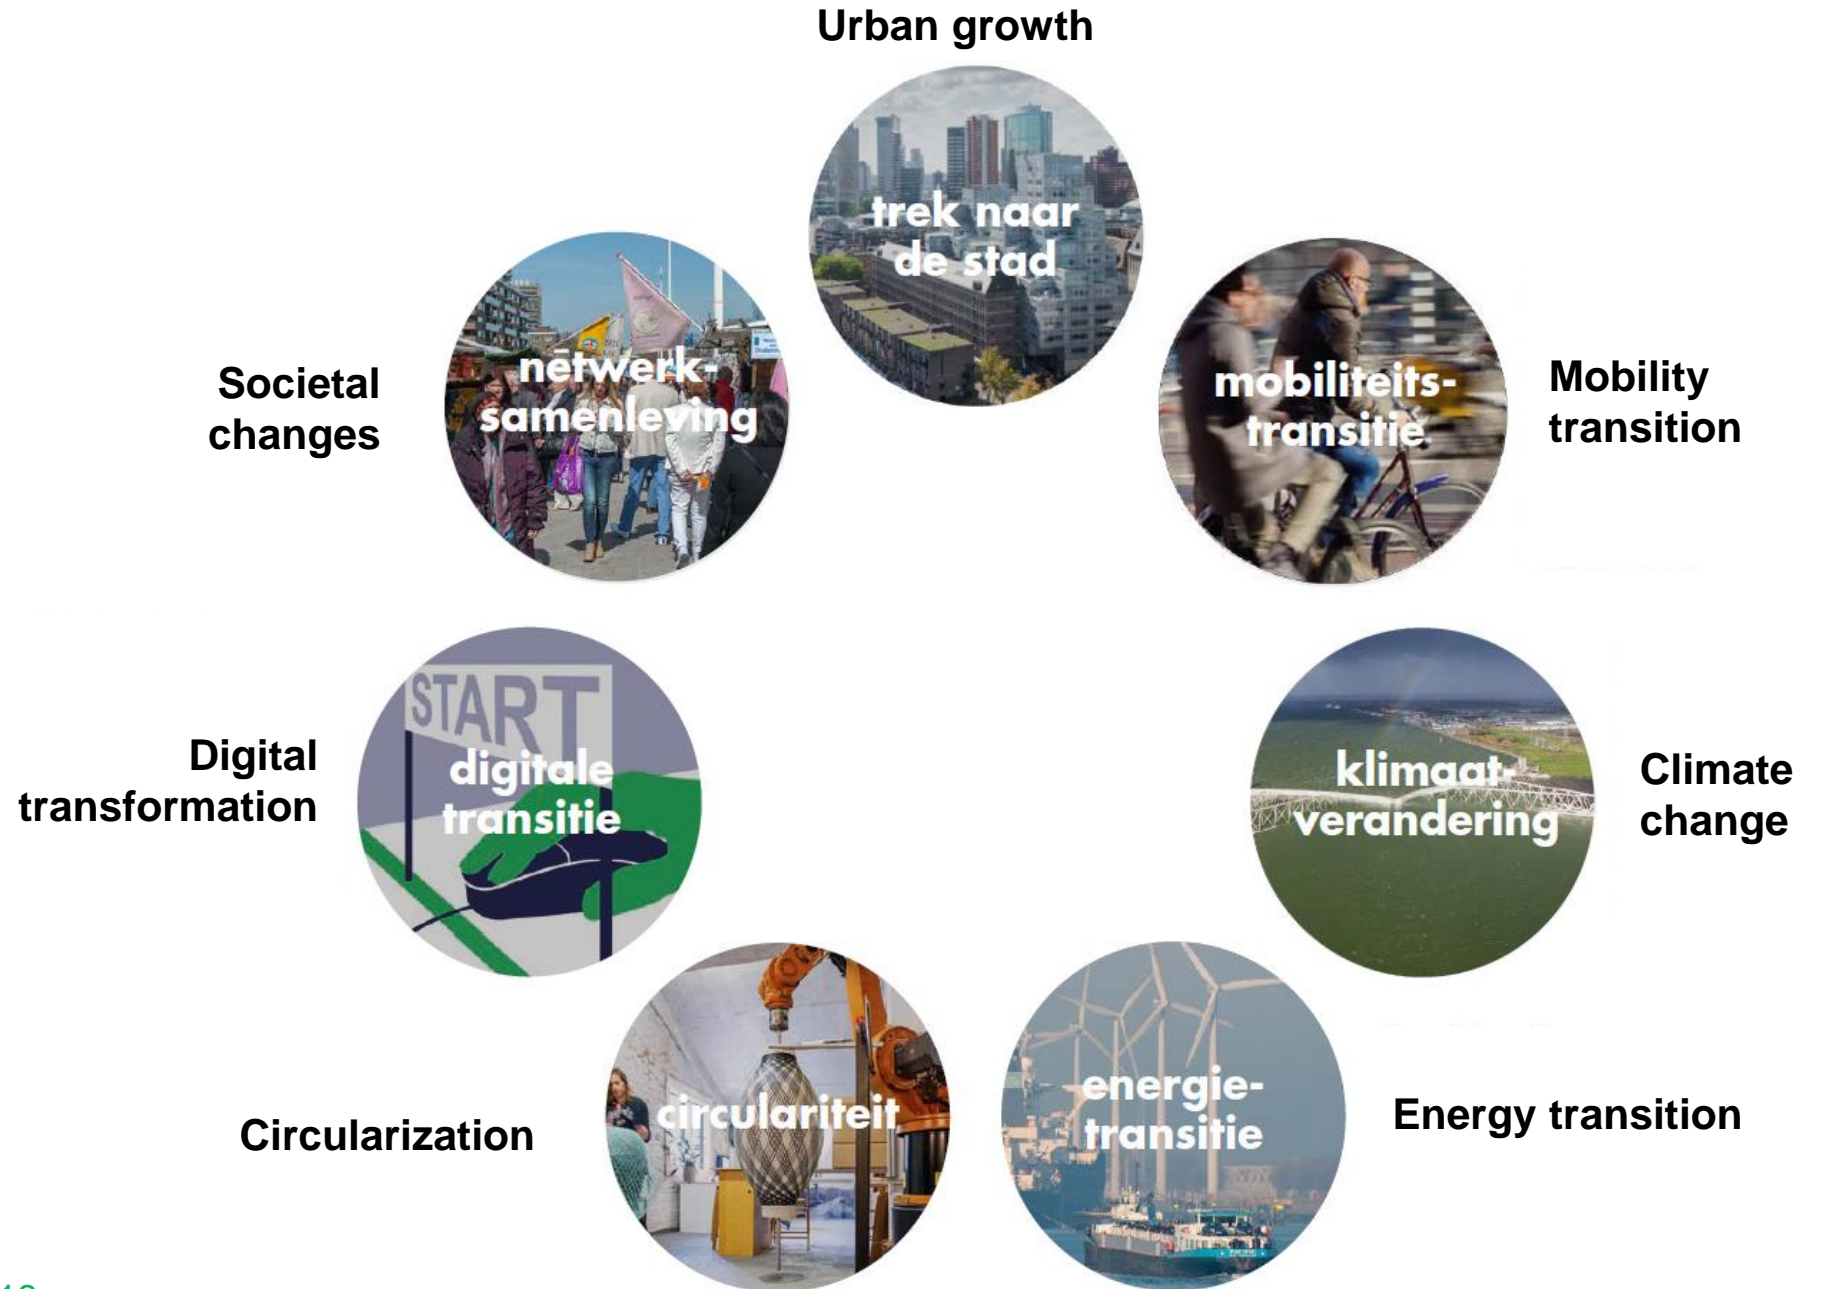 Urban growth
trek naar
de stad
Societal
changes
nētwerk-
samenleving
mobiliteits-
transitie
Mobility
transition
Digital
transformation
START
digitale
transitie
klimaat-
verandering
Climate
change
Circularization
circulariteit
energie-
transitie
Energy transition